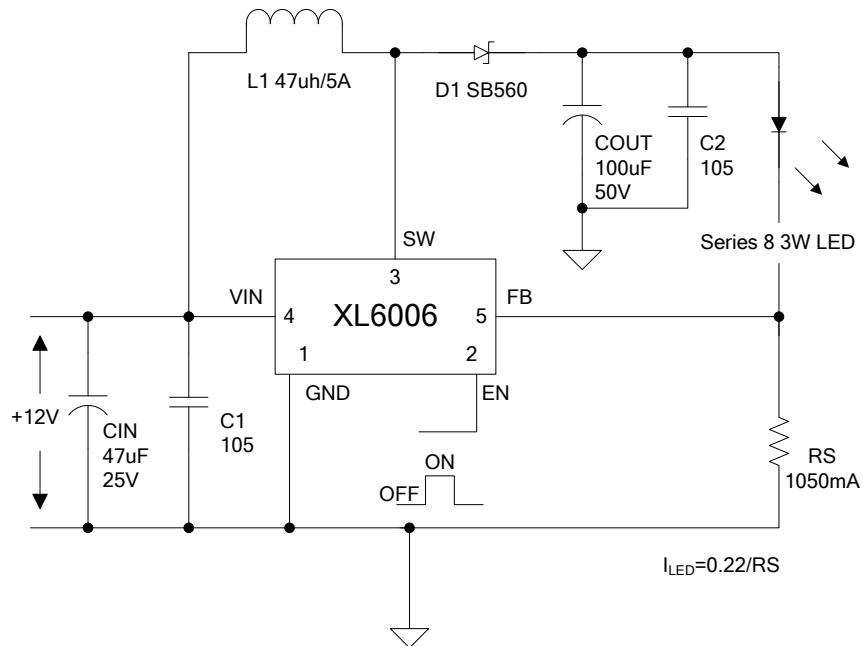 L1 47uh/5A
D1 SB560
COUT
100uF
50V
C2
105
SW
3
Series 8 3W LED
VIN
FB
4
XL6006
5
1
2
GND
EN
+12V
CIN
47uF
25V
C1
105
ON
OFF
RS
1050mA
I_LED=0.22/RS